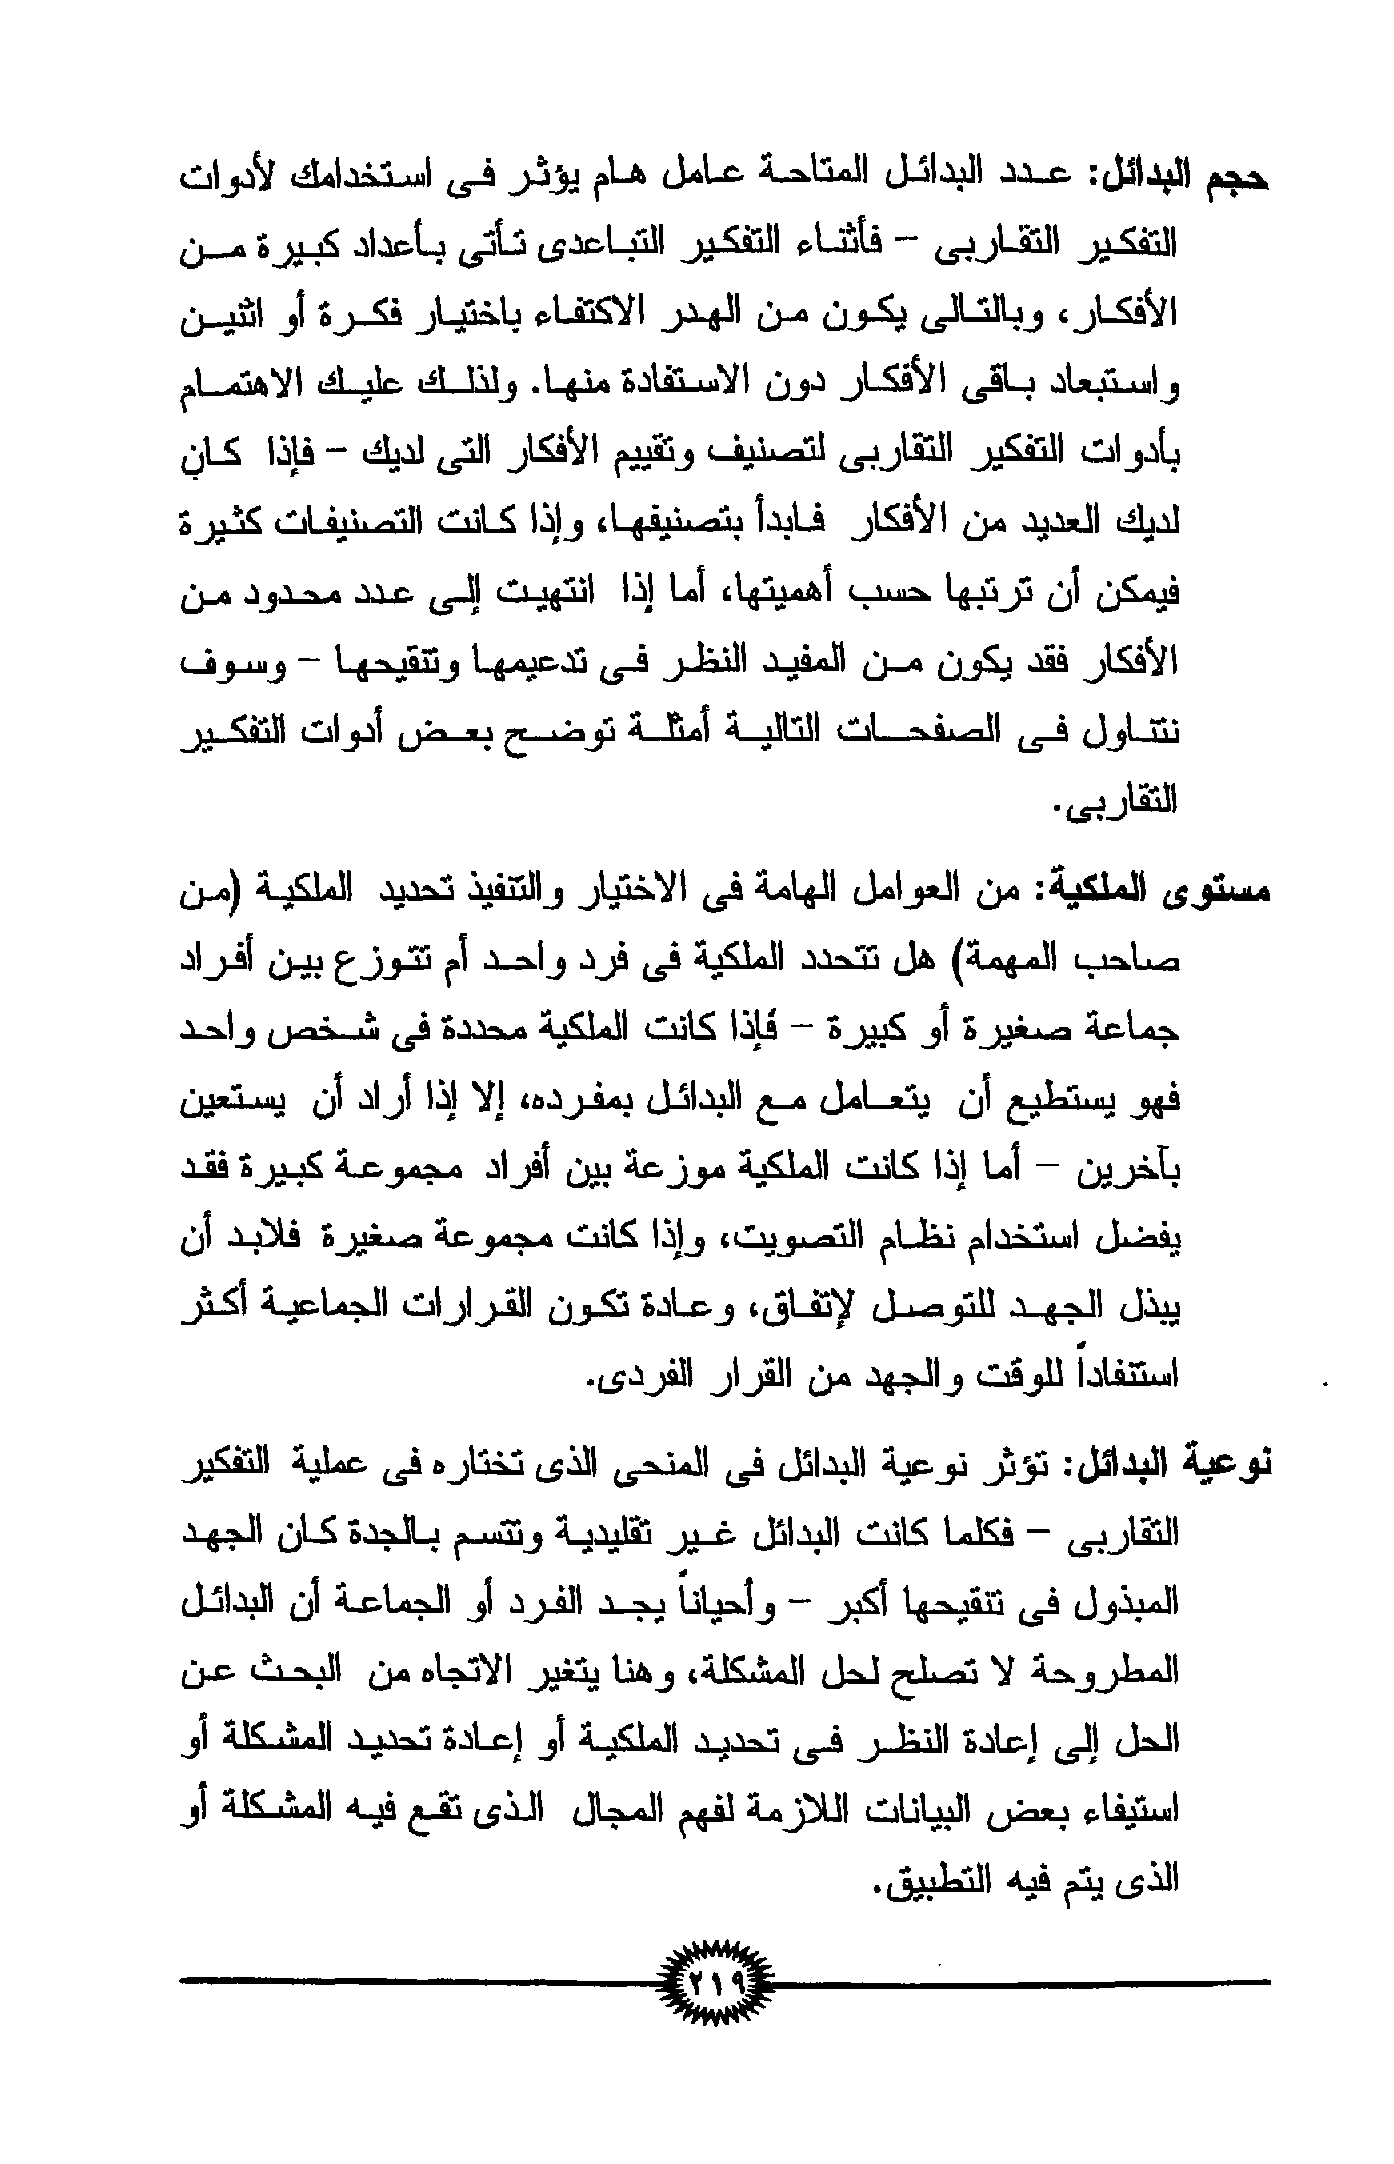 حجم البدائل: عدد البدائل المتاحة عامل هام يؤثر فى استخدامك لأدوات
التفكير التقاربى – فأثناء التفكير التباعدى تأتى بأعداد كبيرة من
الأفكار، وبالتالى يكون من الهدر الاكتفاء باختيار فكرة أو اثنين
واستبعاد باقى الأفكار دون الاستفادة منها. ولذلك عليك الاهتمام
بأدوات التفكير التقاربى لتصنيف وتقييم الأفكار التى لديك – فإذا كان
لديك العديد من الأفكار فابدأ بتصنيفها، وإذا كانت التصنيفات كثيرة
فيمكن أن ترتبها حسب أهميتها، أما إذا انتهيت إلى عدد محدود من
الأفكار فقد يكون من المفيد النظر فى تدعيمها وتنقيحها – وسوف
نتناول فى الصفحات التالية أمثلة توضح بعض أدوات التفكير
التقاربى.
مستوى الملكية: من العوامل الهامة فى الاختيار والتنفيذ تحديد الملكية (من
صاحب المهمة) هل تتحدد الملكية فى فرد واحد أم تتوزع بين أفراد
جماعة صغيرة أو كبيرة – فإذا كانت الملكية محددة فى شخص واحد
فهو يستطيع أن يتعامل مع البدائل بمفرده، إلا إذا أراد أن يستعين
بآخرين – أما إذا كانت الملكية موزعة بين أفراد مجموعة كبيرة فقد
يفضل استخدام نظام التصويت، وإذا كانت مجموعة صغيرة فلابد أن
يبذل الجهد للتوصل لإتفاق، وعادة تكون القرارات الجماعية أكثر
استنفاداً للوقت والجهد من القرار الفردى.
نوعية البدائل: تؤثر نوعية البدائل فى المنحى الذى تختاره فى عملية التفكير
التقاربى – فكلما كانت البدائل غير تقليدية وتتسم بالجدة كان الجهد
المبذول فى تنقيحها أكبر – وأحياناً يجد الفرد أو الجماعة أن البدائل
المطروحة لا تصلح لحل المشكلة، وهنا يتغير الاتجاه من البحث عن
الحل إلى إعادة النظر فى تحديد الملكية أو إعادة تحديد المشكلة أو
استيفاء بعض البيانات اللازمة لفهم المجال الذى تقع فيه المشكلة أو
الذى يتم فيه التطبيق.
٢١٩